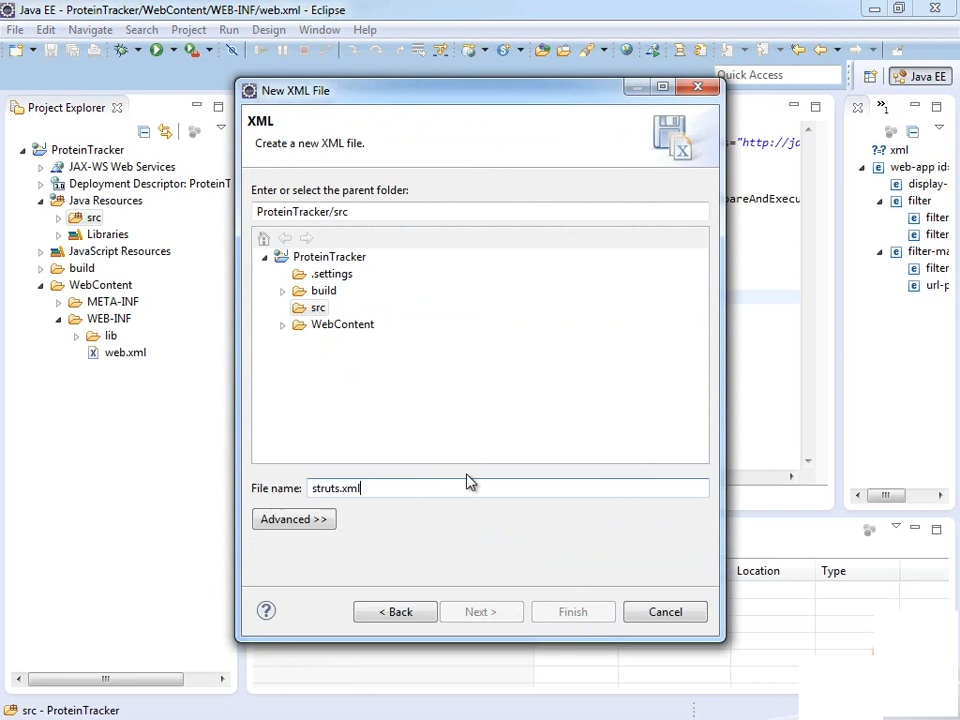 Java EE - ProteinTracker/WebContent/WEB-INF/web.xml - Eclipse
File Edit Navigate Search Project Run Design Window Help
Quick Access
Java EE
Project Explorer
ProteinTracker
JAX-WS Web Services
Deployment Descriptor: ProteinT
Java Resources
src
Libraries
JavaScript Resources
build
WebContent
META-INF
WEB-INF
lib
web.xml
New XML File
XML
Create a new XML file.
Enter or select the parent folder:
ProteinTracker/src
ProteinTracker
.settings
build
src
WebContent
File name: struts.xml
Advanced >>
< Back Next > Finish Cancel
="http://ja
pareAndExecu
xml
web-app id=
display-
filter
filter
filter
filter-ma
filter
url-p
Location Type
src - ProteinTracker